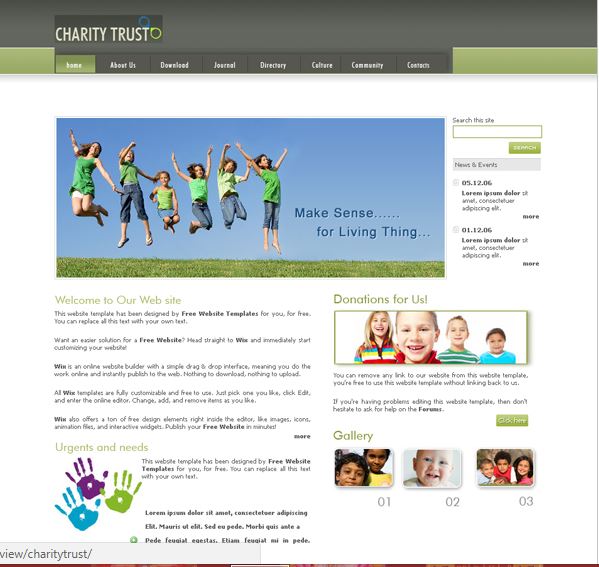 CHARITY TRUST
home About Us Download Journal Directory Culture Community Contacts
Make Sense......
for Living Thing...
Search this site
SEARCH
News & Events
05.12.06
Lorem ipsum dolor sit
amet, consectetuer
adipiscing elit.
more
01.12.06
Lorem ipsum dolor sit
amet, consectetuer
adipiscing elit.
more
Welcome to Our Web site
This website template has been designed by Free Website Templates for you, for free.
You can replace all this text with your own text.
Want an easier solution for a Free Website? Head straight to Wix and immediately start
customizing your website!
Wix is an online website builder with a simple drag & drop interface, meaning you do the
work online and instantly publish to the web. Nothing to download, nothing to upload.
All Wix templates are fully customizable and free to use. Just pick one you like, click Edit,
and enter the online editor. Change, add, and remove items as you like.
Wix also offers a ton of free design elements right inside the editor, like images, icons,
animation files, and interactive widgets. Publish your Free Website in minutes!
more
Urgents and needs
This website template has been designed by Free Website
Templates for you, for free. You can replace all this text
with your own text.
Lorem ipsum dolor sit amet, consectetuer adipiscing
Elit. Mauris ut elit. Sed eu pede. Morbi quis ante a
Pede feugiat egestas. Etiam feugiat mi in pede.
Donations for Us!
You can remove any link to our website from this website template,
you're free to use this website template without linking back to us.
If you're having problems editing this website template, then don't
hesitate to ask for help on the Forums.
Click here
Gallery
01 02 03
view/charitytrust/